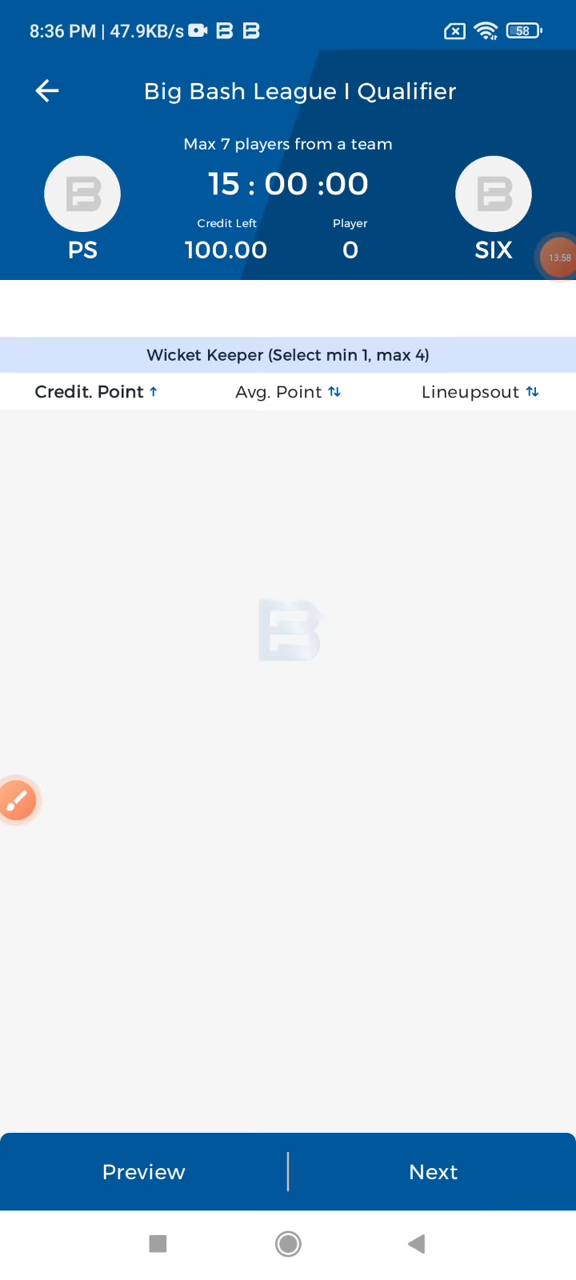 8:36 PM | 47.9KB/s
58
Big Bash League I Qualifier
Max 7 players from a team
15 : 00 :00
Credit Left
Player
PS
100.00
0
SIX
13:58
Wicket Keeper (Select min 1, max 4)
Credit. Point ↑
Avg. Point ↑↓
Lineupsout ↑↓
Preview
Next